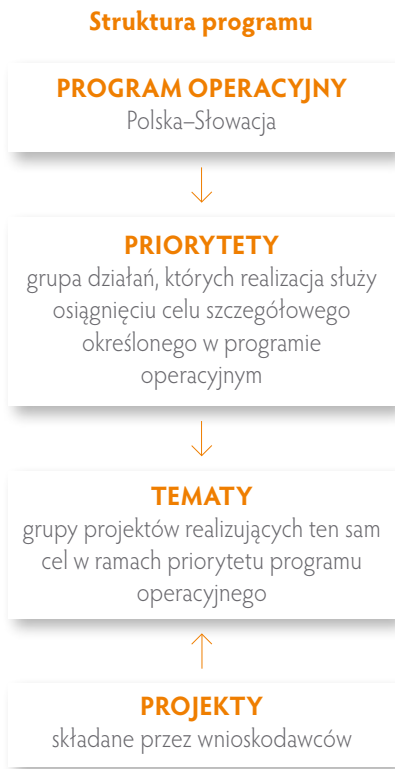 Struktura programu
PROGRAM OPERACYJNY
Polska–Słowacja
PRIORYTETY
grupa działań, których realizacja służy
osiągnięciu celu szczegółowego
określonego w programie
operacyjnym
TEMATY
grupy projektów realizujących ten sam
cel w ramach priorytetu programu
operacyjnego
PROJEKTY
składane przez wnioskodawców